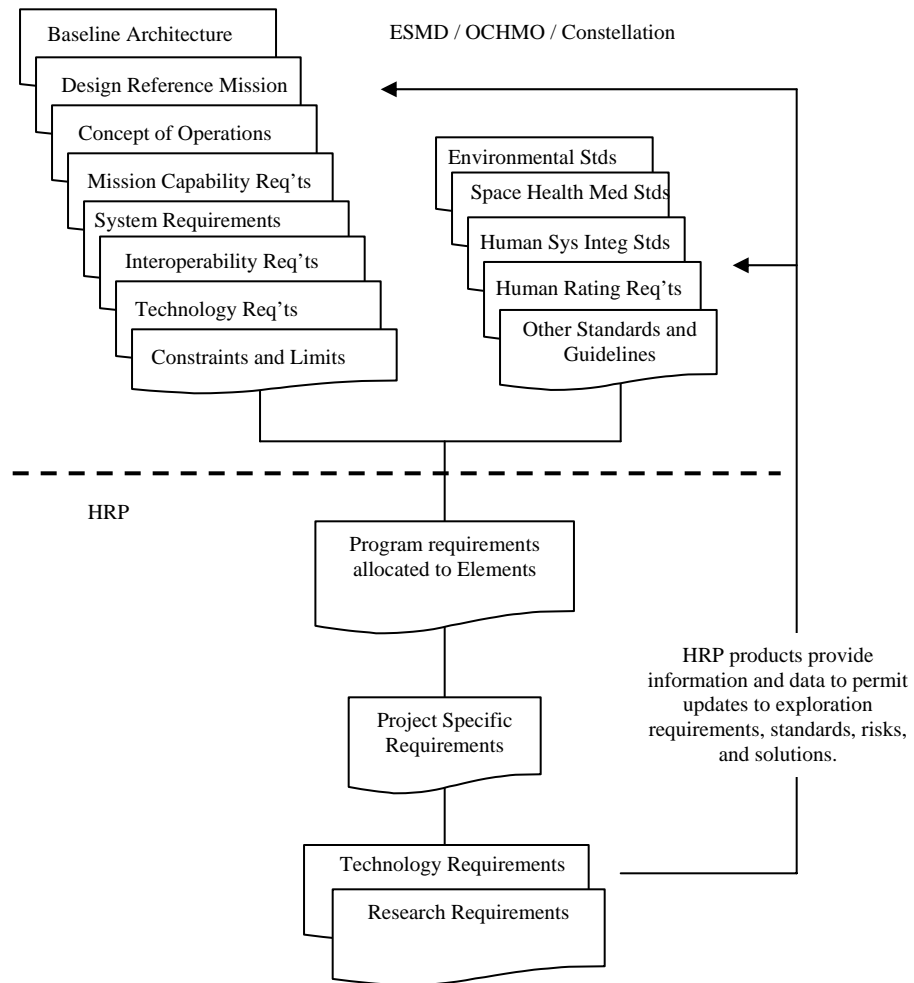 Baseline Architecture
ESMD / OCHMO / Constellation
Design Reference Mission
Concept of Operations
Mission Capability Req’ts
System Requirements
Interoperability Req’ts
Technology Req’ts
Constraints and Limits
Environmental Stds
Space Health Med Stds
Human Sys Integ Stds
Human Rating Req’ts
Other Standards and
Guidelines
HRP
Program requirements
allocated to Elements
Project Specific
Requirements
HRP products provide
information and data to permit
updates to exploration
requirements, standards, risks,
and solutions.
Technology Requirements
Research Requirements